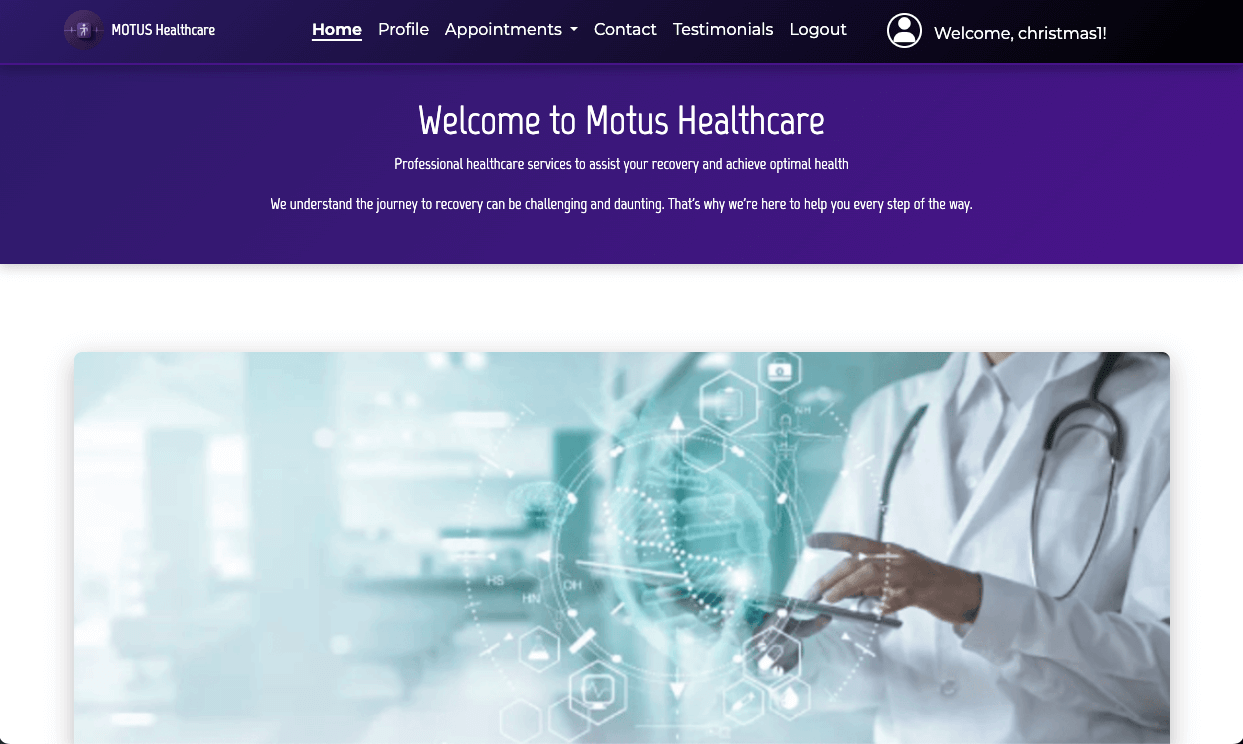 MOTUS Healthcare
Home Profile Appointments Contact Testimonials Logout
Welcome, christmas1!
Welcome to Motus Healthcare
Professional healthcare services to assist your recovery and achieve optimal health
We understand the journey to recovery can be challenging and daunting. That's why we're here to help you every step of the way.
NH
HS
OH
HN